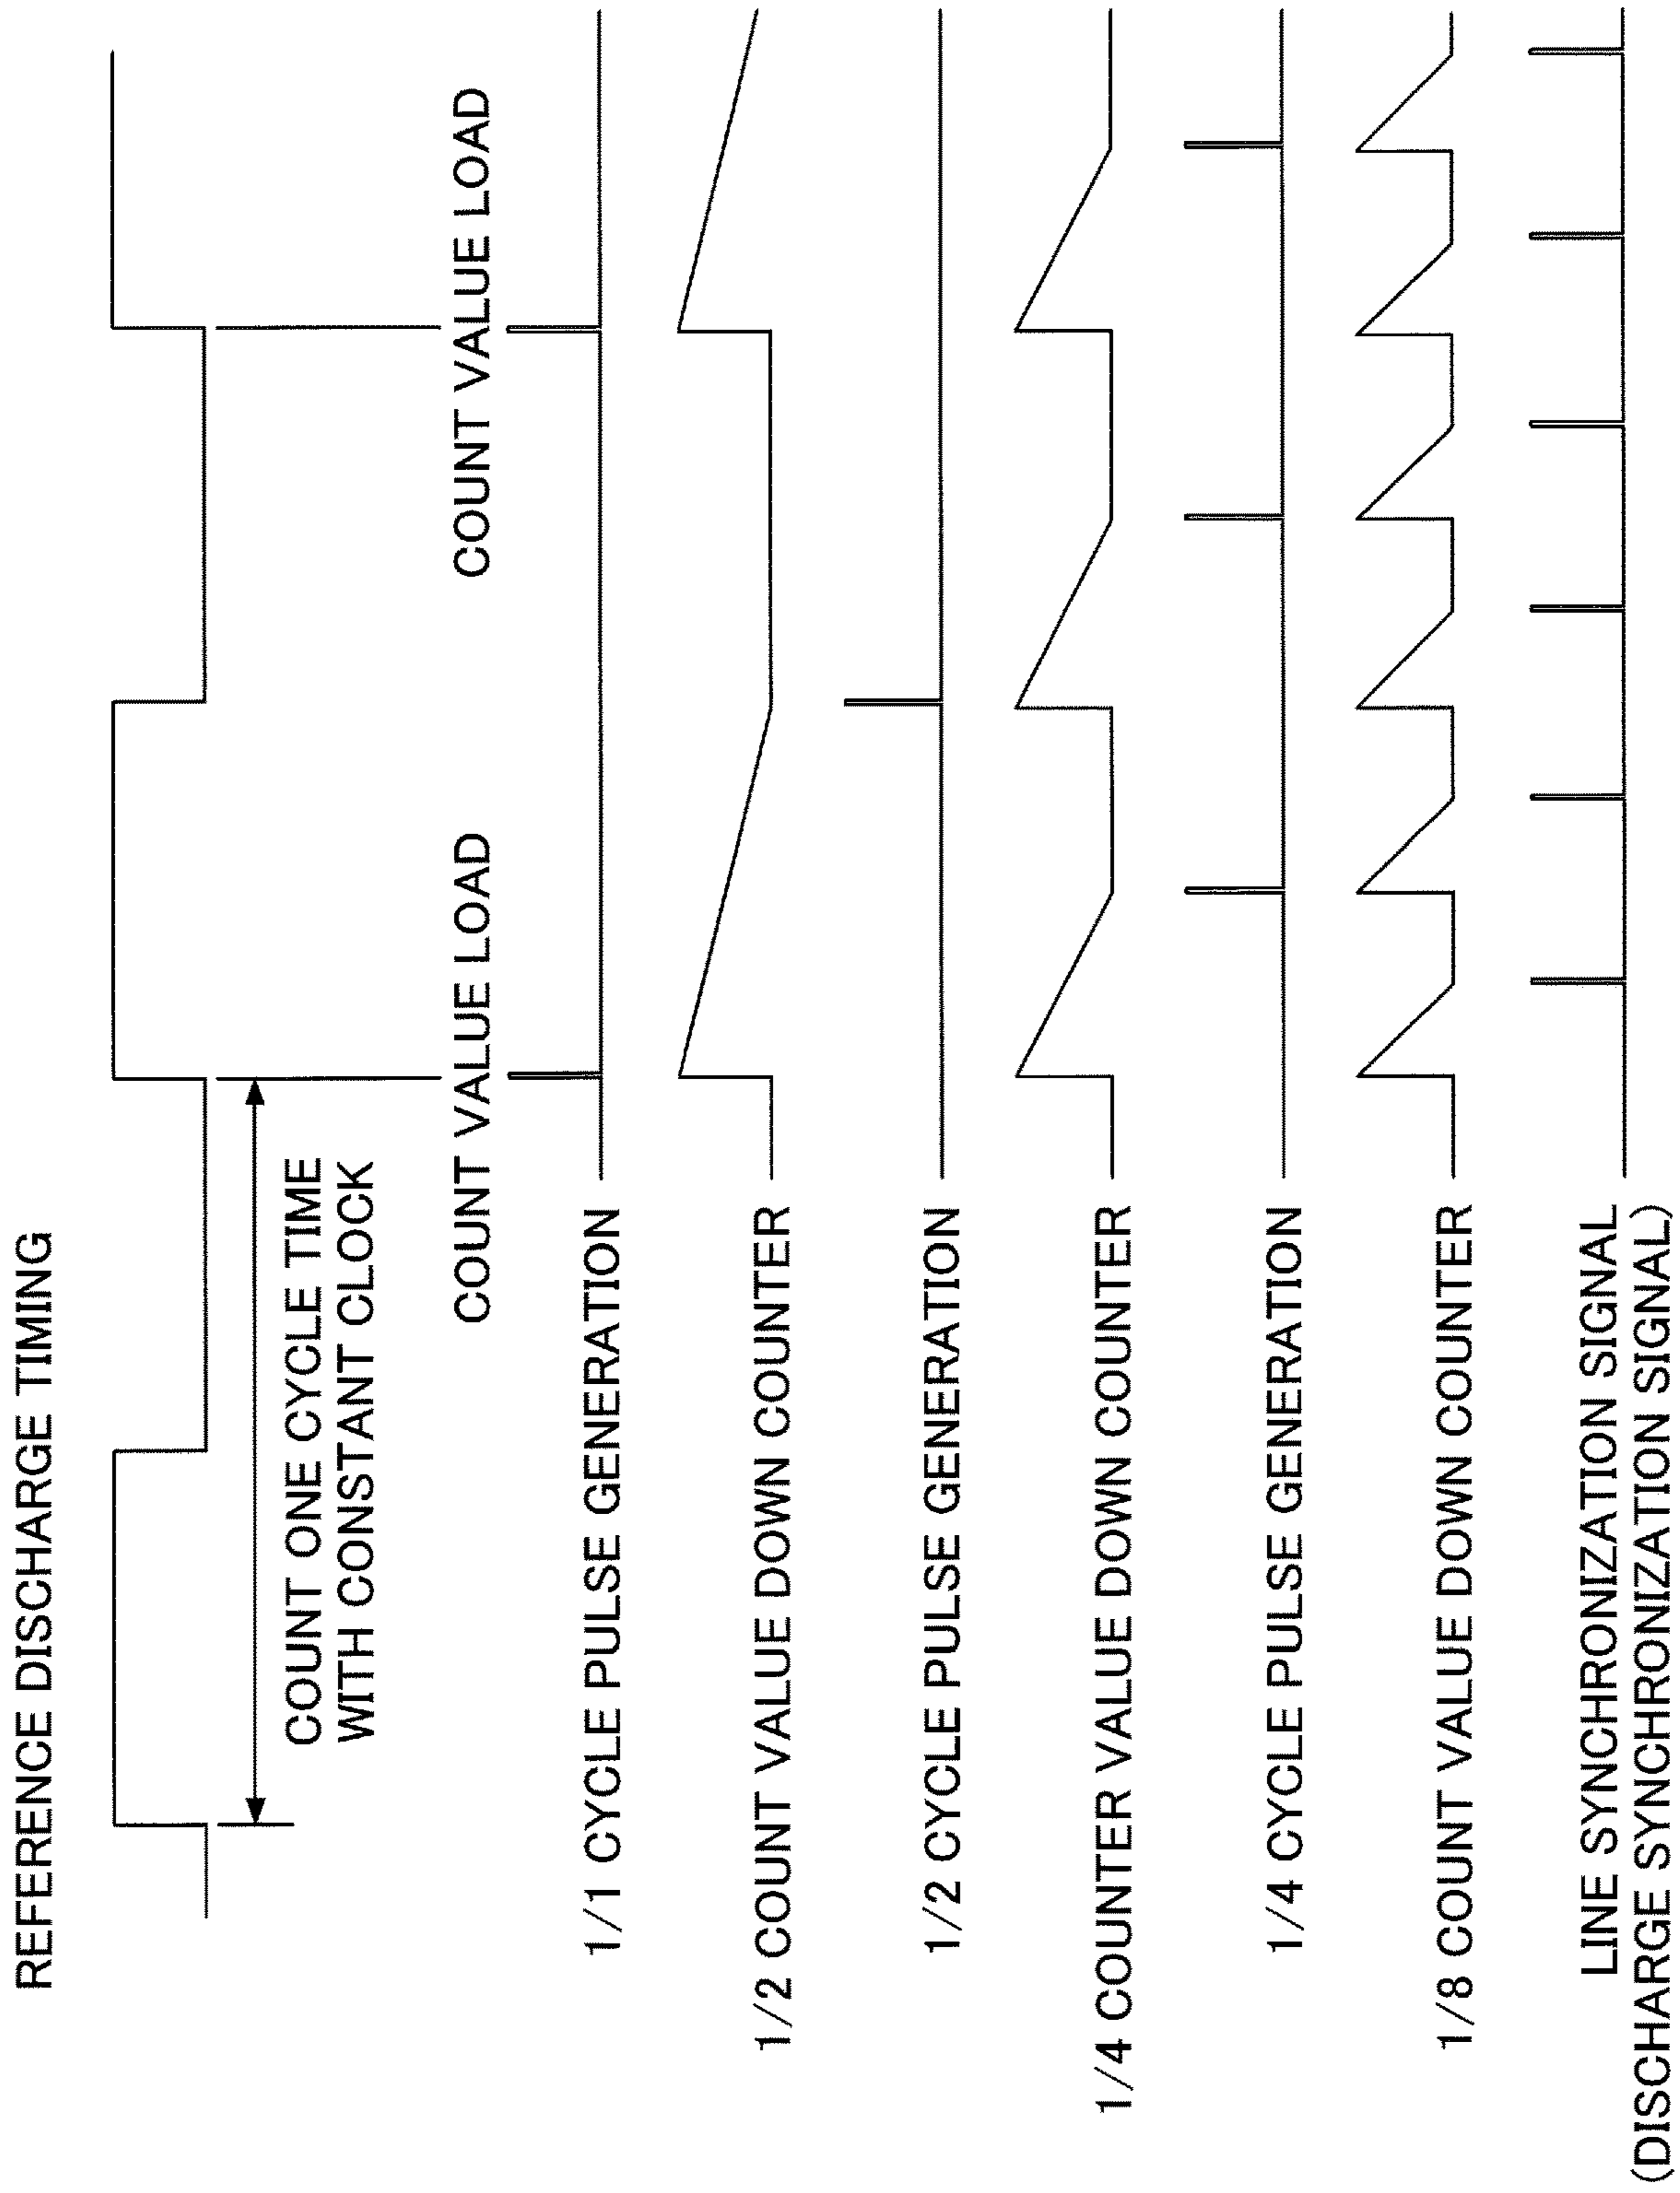 REFERENCE DISCHARGE TIMING
COUNT ONE CYCLE TIME
WITH CONSTANT CLOCK
COUNT VALUE LOAD
COUNT VALUE LOAD
1/1 CYCLE PULSE GENERATION
1/2 COUNT VALUE DOWN COUNTER
1/2 CYCLE PULSE GENERATION
1/4 COUNTER VALUE DOWN COUNTER
1/4 CYCLE PULSE GENERATION
1/8 COUNT VALUE DOWN COUNTER
LINE SYNCHRONIZATION SIGNAL
(DISCHARGE SYNCHRONIZATION SIGNAL)